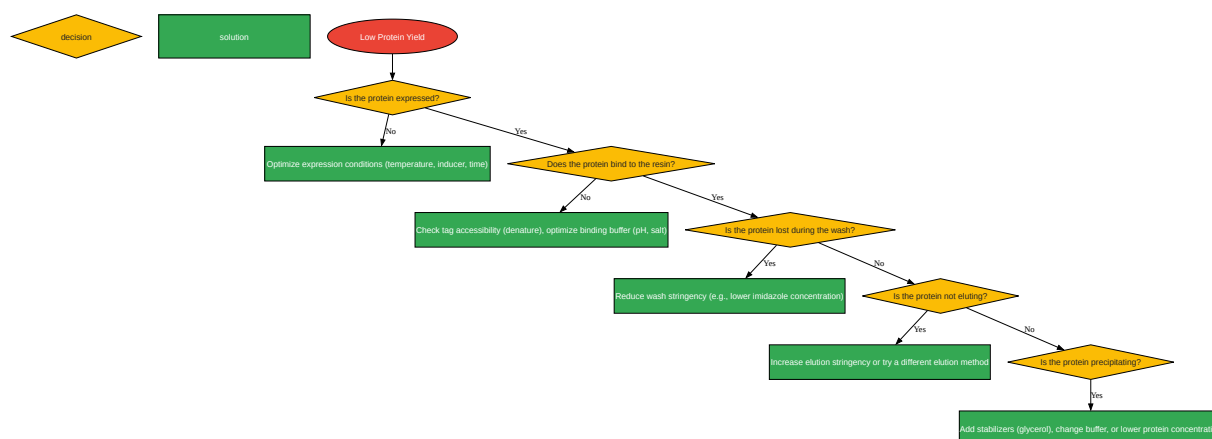 decision
solution
Low Protein Yield
Is the protein expressed?
No
Yes
Optimize expression conditions (temperature, inducer, time)
Does the protein bind to the resin?
No
Yes
Check tag accessibility (denature), optimize binding buffer (pH, salt)
Is the protein lost during the wash?
Yes
No
Reduce wash stringency (e.g., lower imidazole concentration)
Is the protein not eluting?
Yes
No
Increase elution stringency or try a different elution method
Is the protein precipitating?
Yes
Add stabilizers (glycerol), change buffer, or lower protein